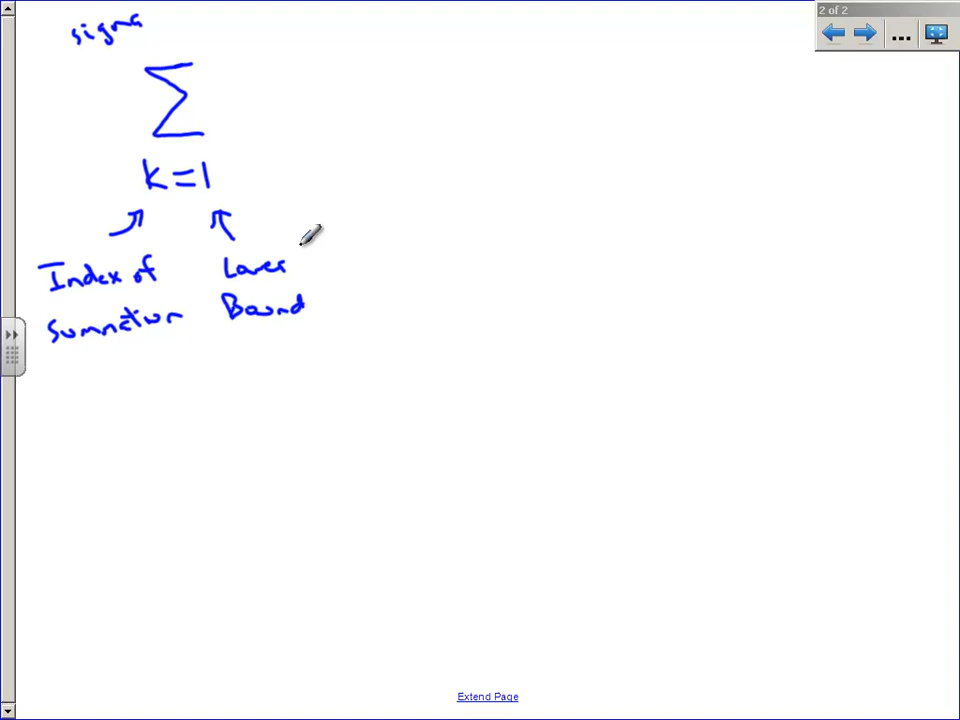 2 of 2
sigma
∑
k=1
Index of
Summation
Lower
Bound
Extend Page